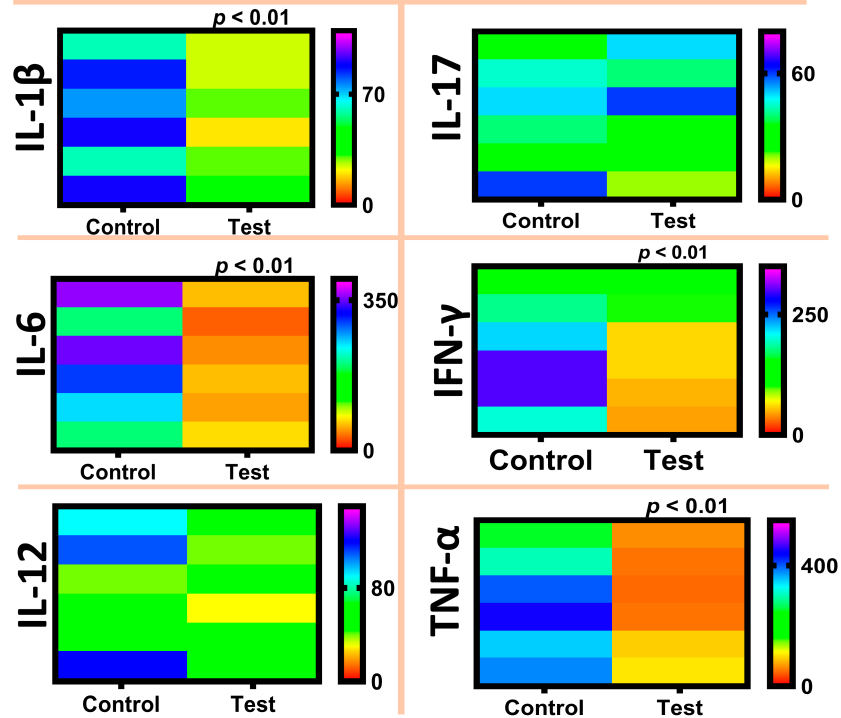 p < 0.01
IL-1β
70
0
Control Test
IL-17
60
0
Control Test
p < 0.01
IL-6
350
0
Control Test
p < 0.01
IFN-γ
250
0
Control Test
IL-12
80
0
Control Test
p < 0.01
TNF-α
400
0
Control Test